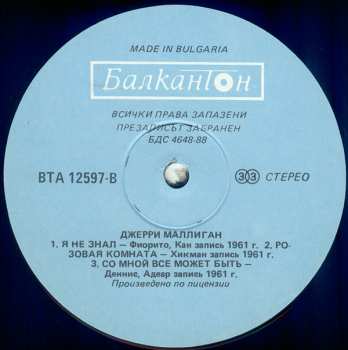 MADE IN BULGARIA
Балкантон
ВСИЧКИ ПРАВА ЗАПАЗЕНИ
ПРЕЗАПИСЪТ ЗАБРАНЕН
БДС 4648-88
ВТА 12597-В
33 СТЕРЕО
ДЖЕРРИ МАЛЛИГАН
1. Я НЕ ЗНАЛ – Фиорито, Кан запись 1961 г. 2. РО-
ЗОВАЯ КОМНАТА – Хикман запись 1961 г.
3. СО МНОЙ ВСЕ МОЖЕТ БЫТЬ –
Деннис, Адеар запись 1961 г.
Произведено по лицензии